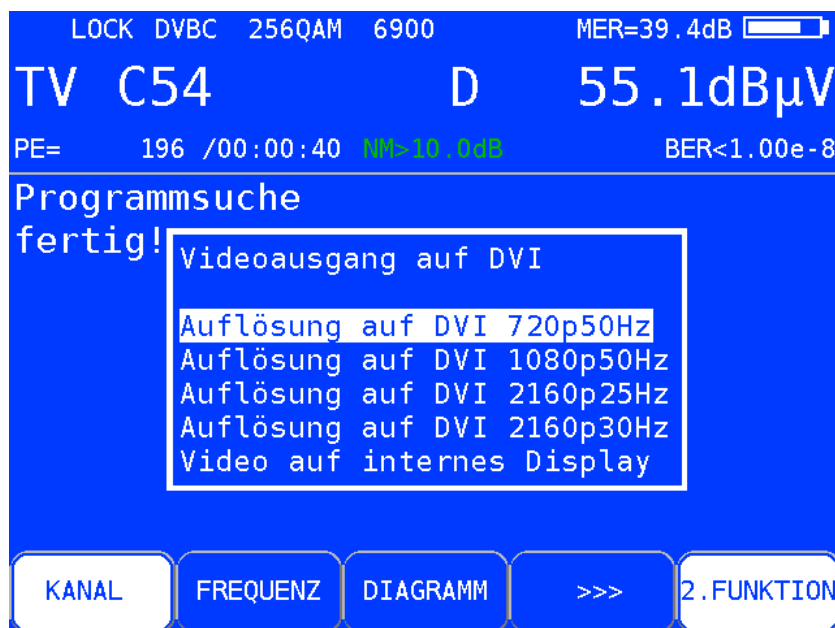 LOCK DVBC 256QAM 6900 MER=39.4dB
TV C54 D 55.1dBµV
PE= 196 /00:00:40 NM>10.0dB BER<1.00e-8
Programmsuche
fertig!
Videoausgang auf DVI
Auflösung auf DVI 720p50Hz
Auflösung auf DVI 1080p50Hz
Auflösung auf DVI 2160p25Hz
Auflösung auf DVI 2160p30Hz
Video auf internes Display
KANAL FREQUENZ DIAGRAMM >>> 2.FUNKTION